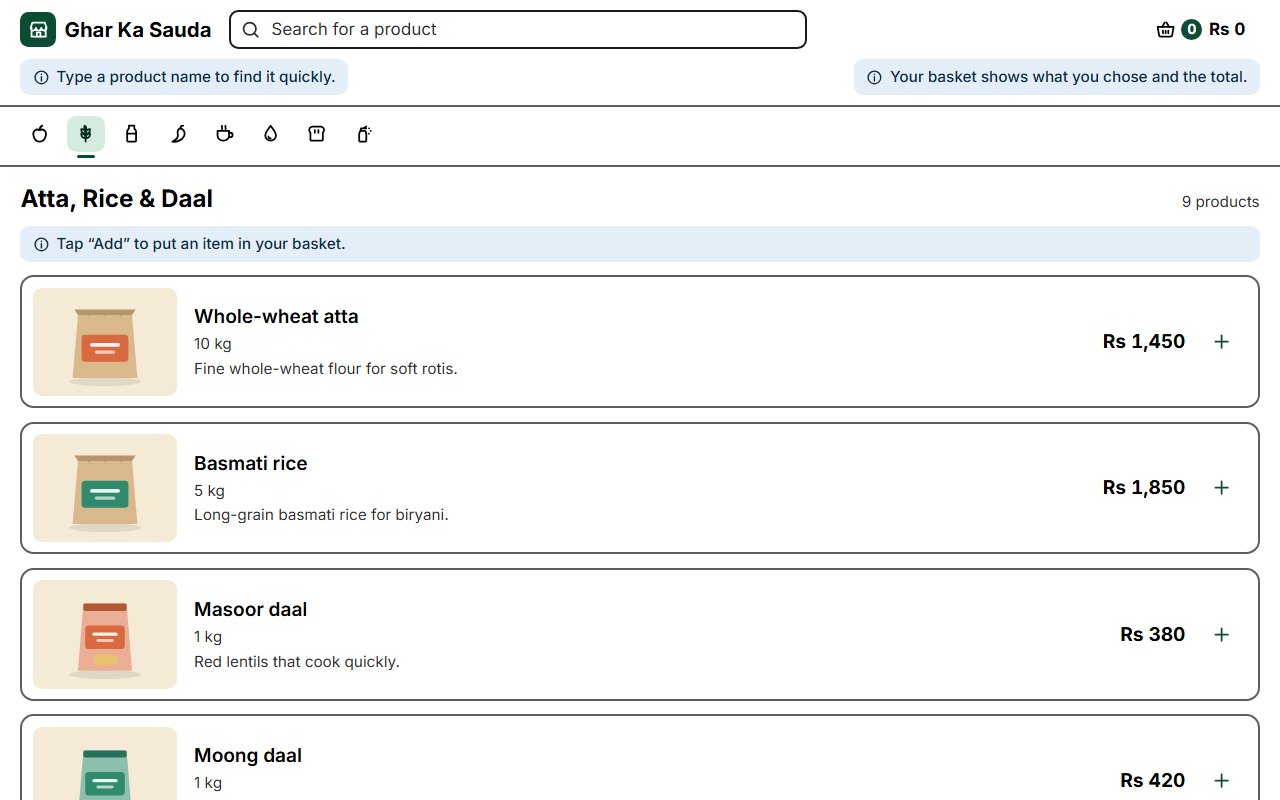 Ghar Ka Sauda
Search for a product
0
Rs 0
Type a product name to find it quickly.
Your basket shows what you chose and the total.
Atta, Rice & Daal
9 products
Tap “Add” to put an item in your basket.
Whole-wheat atta
10 kg
Fine whole-wheat flour for soft rotis.
Rs 1,450
Basmati rice
5 kg
Long-grain basmati rice for biryani.
Rs 1,850
Masoor daal
1 kg
Red lentils that cook quickly.
Rs 380
Moong daal
1 kg
Rs 420